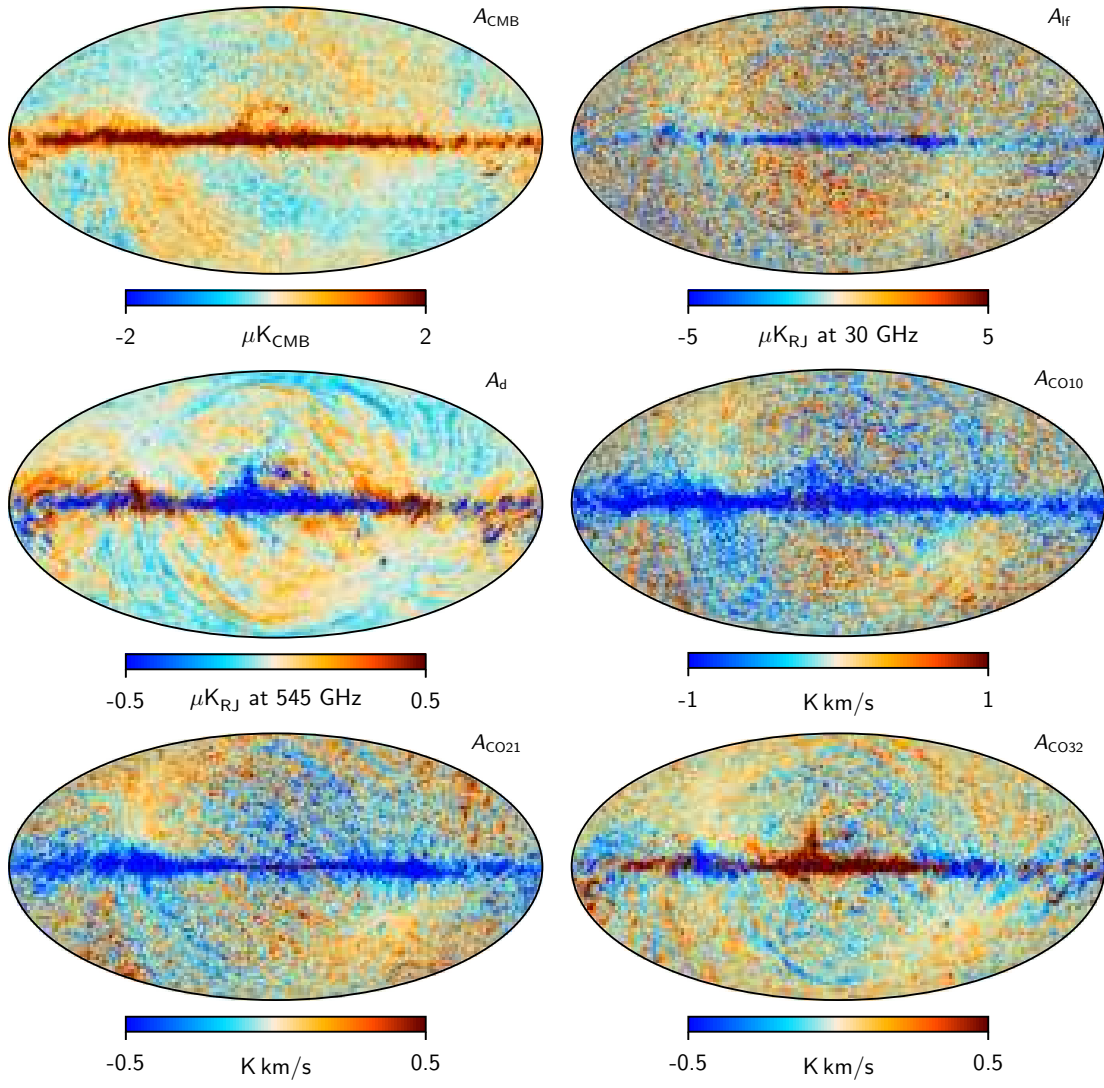 A_CMB
A_lf
-2 2
μK_CMB
-5 5
μK_RJ at 30 GHz
A_d
A_CO10
-0.5 0.5
μK_RJ at 545 GHz
-1 1
K km/s
A_CO21
A_CO32
-0.5 0.5
K km/s
-0.5 0.5
K km/s